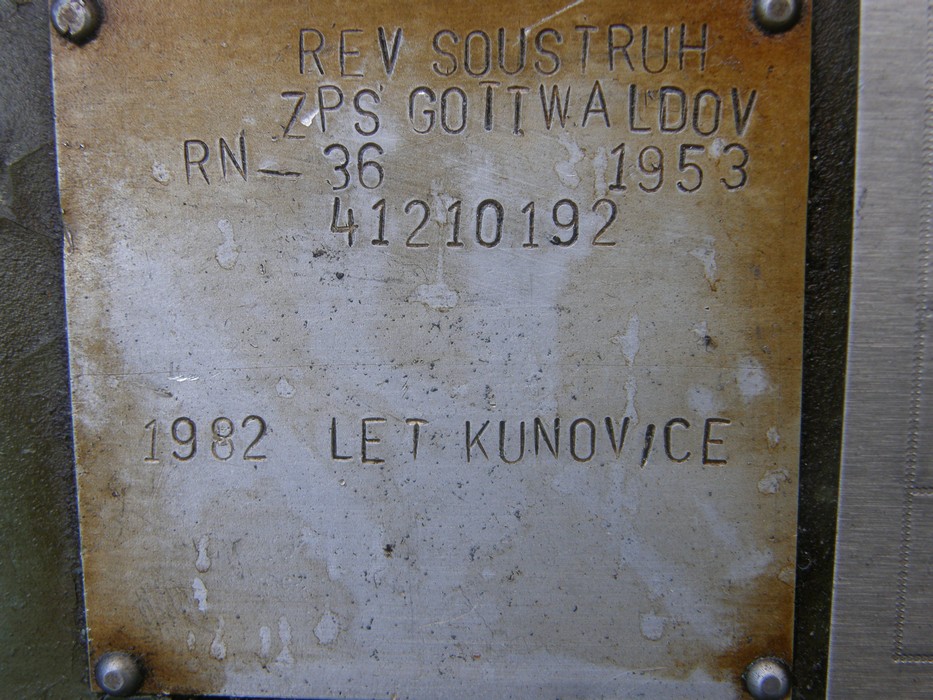 REV SOUSTRUH
ZPS GOTTWALDOV
RN - 36 1953
41210192
1982 LET KUNOVICE